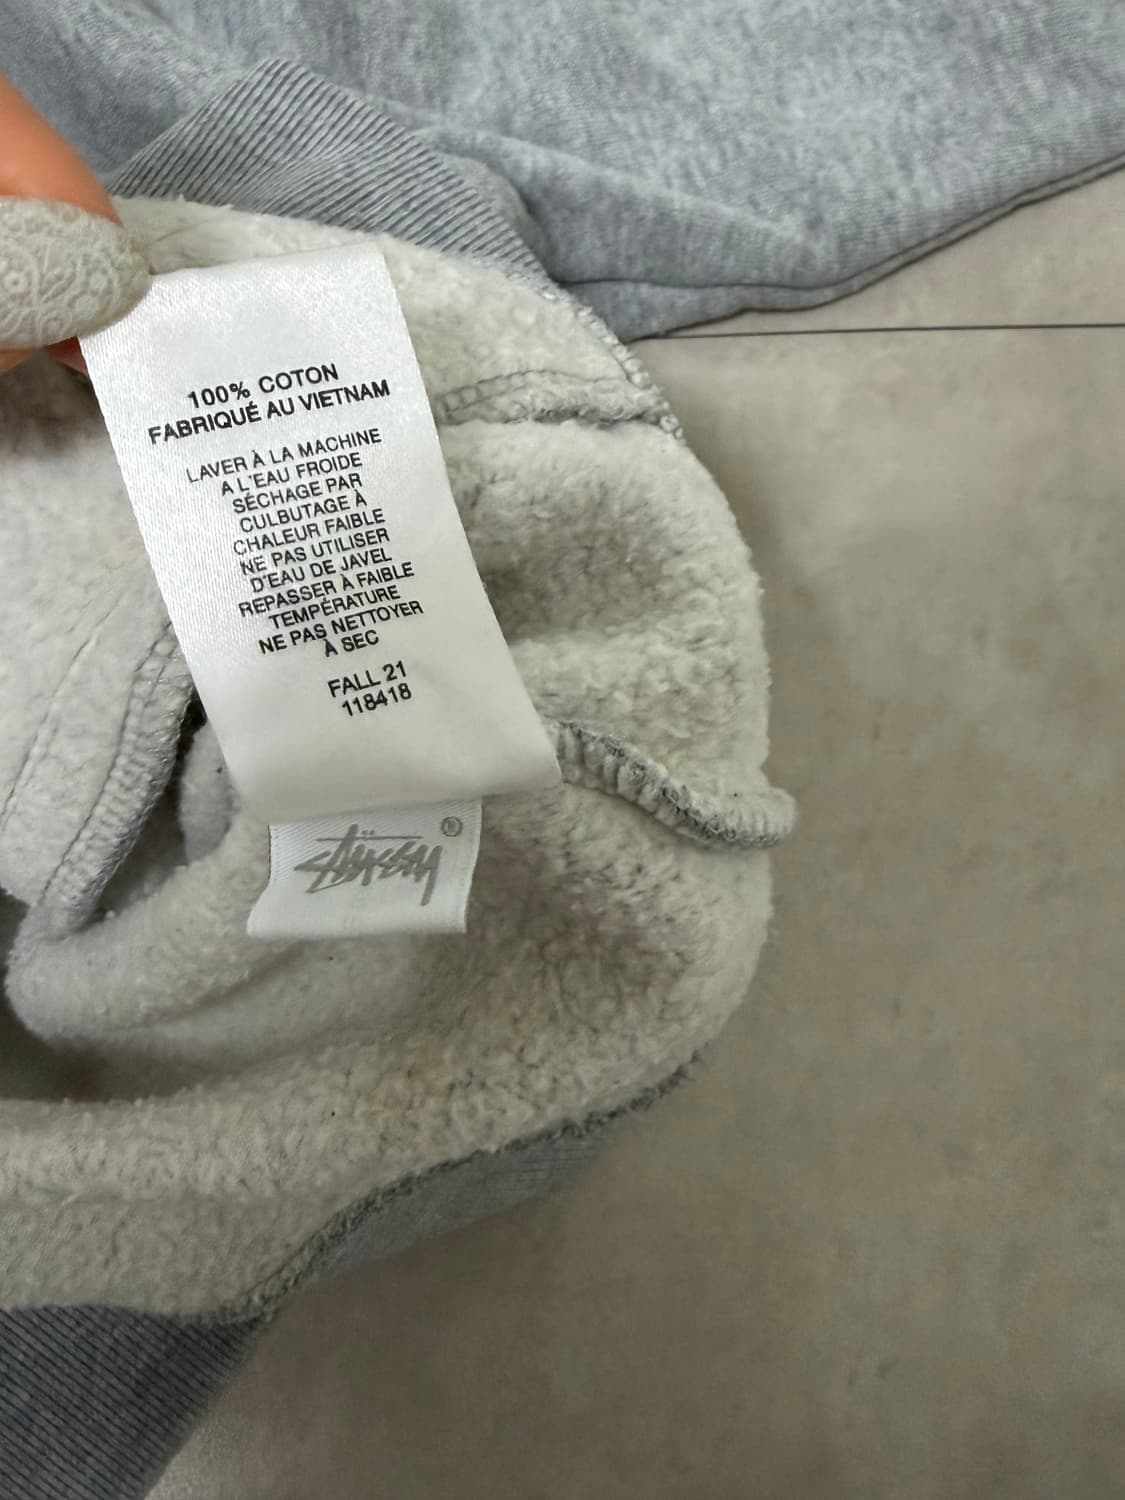 100% COTON
FABRIQUÉ AU VIETNAM
LAVER À LA MACHINE
A L'EAU FROIDE
SÉCHAGE PAR
CULBUTAGE À
CHALEUR FAIBLE
NE PAS UTILISER
D'EAU DE JAVEL
REPASSER À FAIBLE
TEMPÉRATURE
NE PAS NETTOYER
À SEC
FALL 21
118418
STÜSSY ®